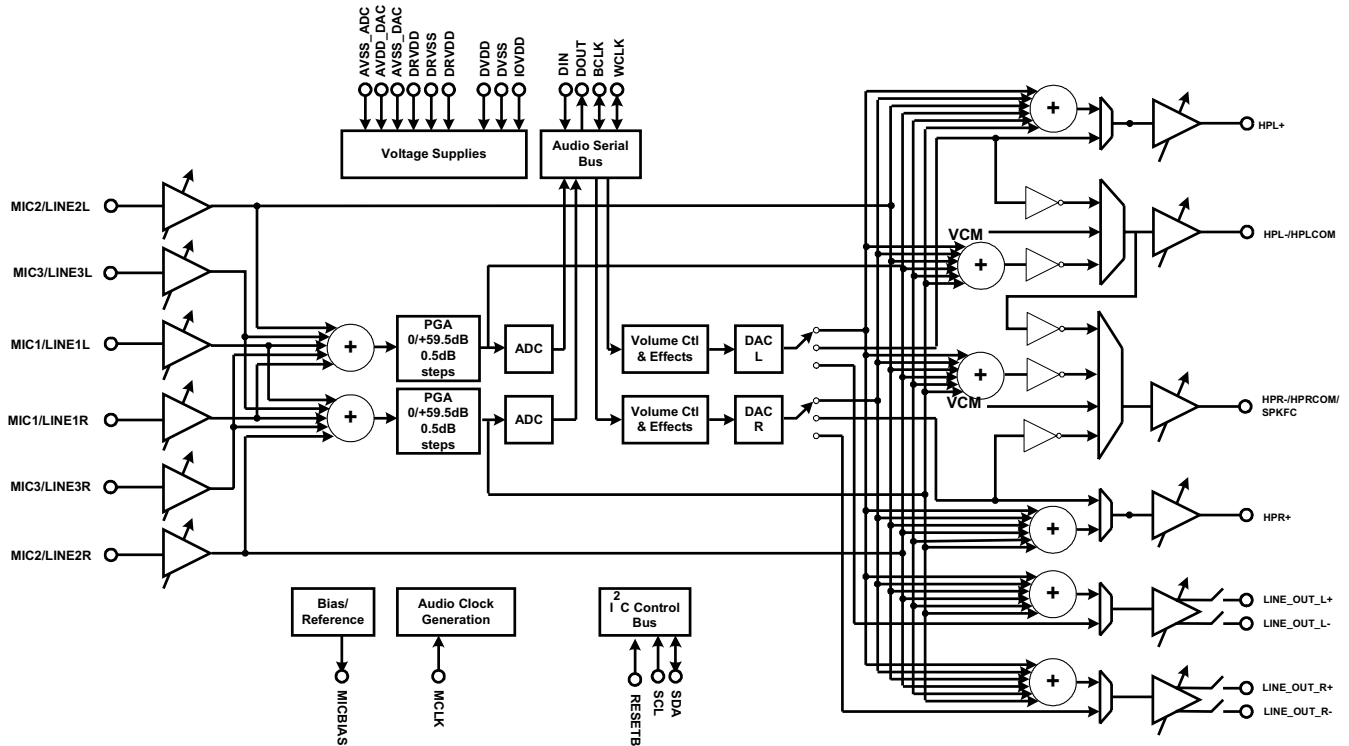 AVSS_ADC
AVDD_DAC
AVSS_DAC
DRVDD
DRVSS
DRVDD
DVDD
DVSS
IOVDD
DIN
DOUT
BCLK
WCLK
Voltage Supplies
Audio Serial
Bus
+
HPL+
MIC2/LINE2L
VCM
+
HPL-/HPLCOM
MIC3/LINE3L
MIC1/LINE1L
+
PGA
0/+59.5dB
0.5dB
steps
ADC
Volume Ctl
& Effects
DAC
L
+
VCM
HPR-/HPRCOM/
SPKFC
MIC1/LINE1R
+
PGA
0/+59.5dB
0.5dB
steps
ADC
Volume Ctl
& Effects
DAC
R
MIC3/LINE3R
+
HPR+
MIC2/LINE2R
Bias/
Reference
Audio Clock
Generation
I2C Control
Bus
+
LINE_OUT_L+
LINE_OUT_L-
MICBIAS
MCLK
RESETB
SCL
SDA
+
LINE_OUT_R+
LINE_OUT_R-